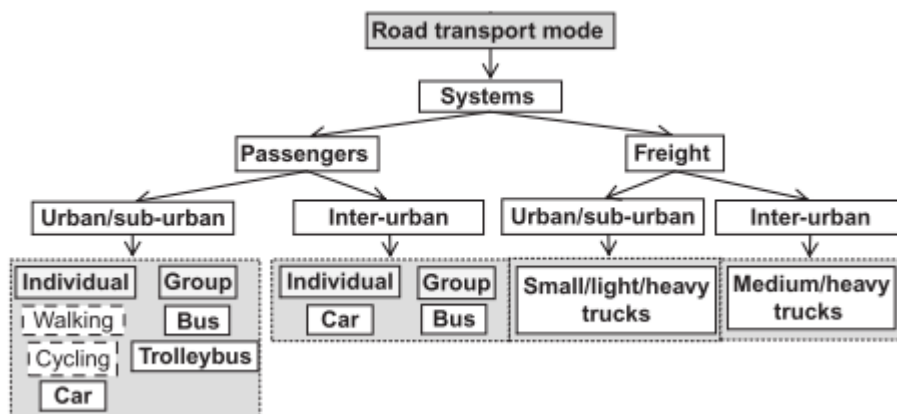 Road transport mode
Systems
Passengers
Freight
Urban/sub-urban
Inter-urban
Urban/sub-urban
Inter-urban
Individual
Group
Walking
Bus
Cycling
Trolleybus
Car
Individual
Group
Car
Bus
Small/light/heavy
trucks
Medium/heavy
trucks